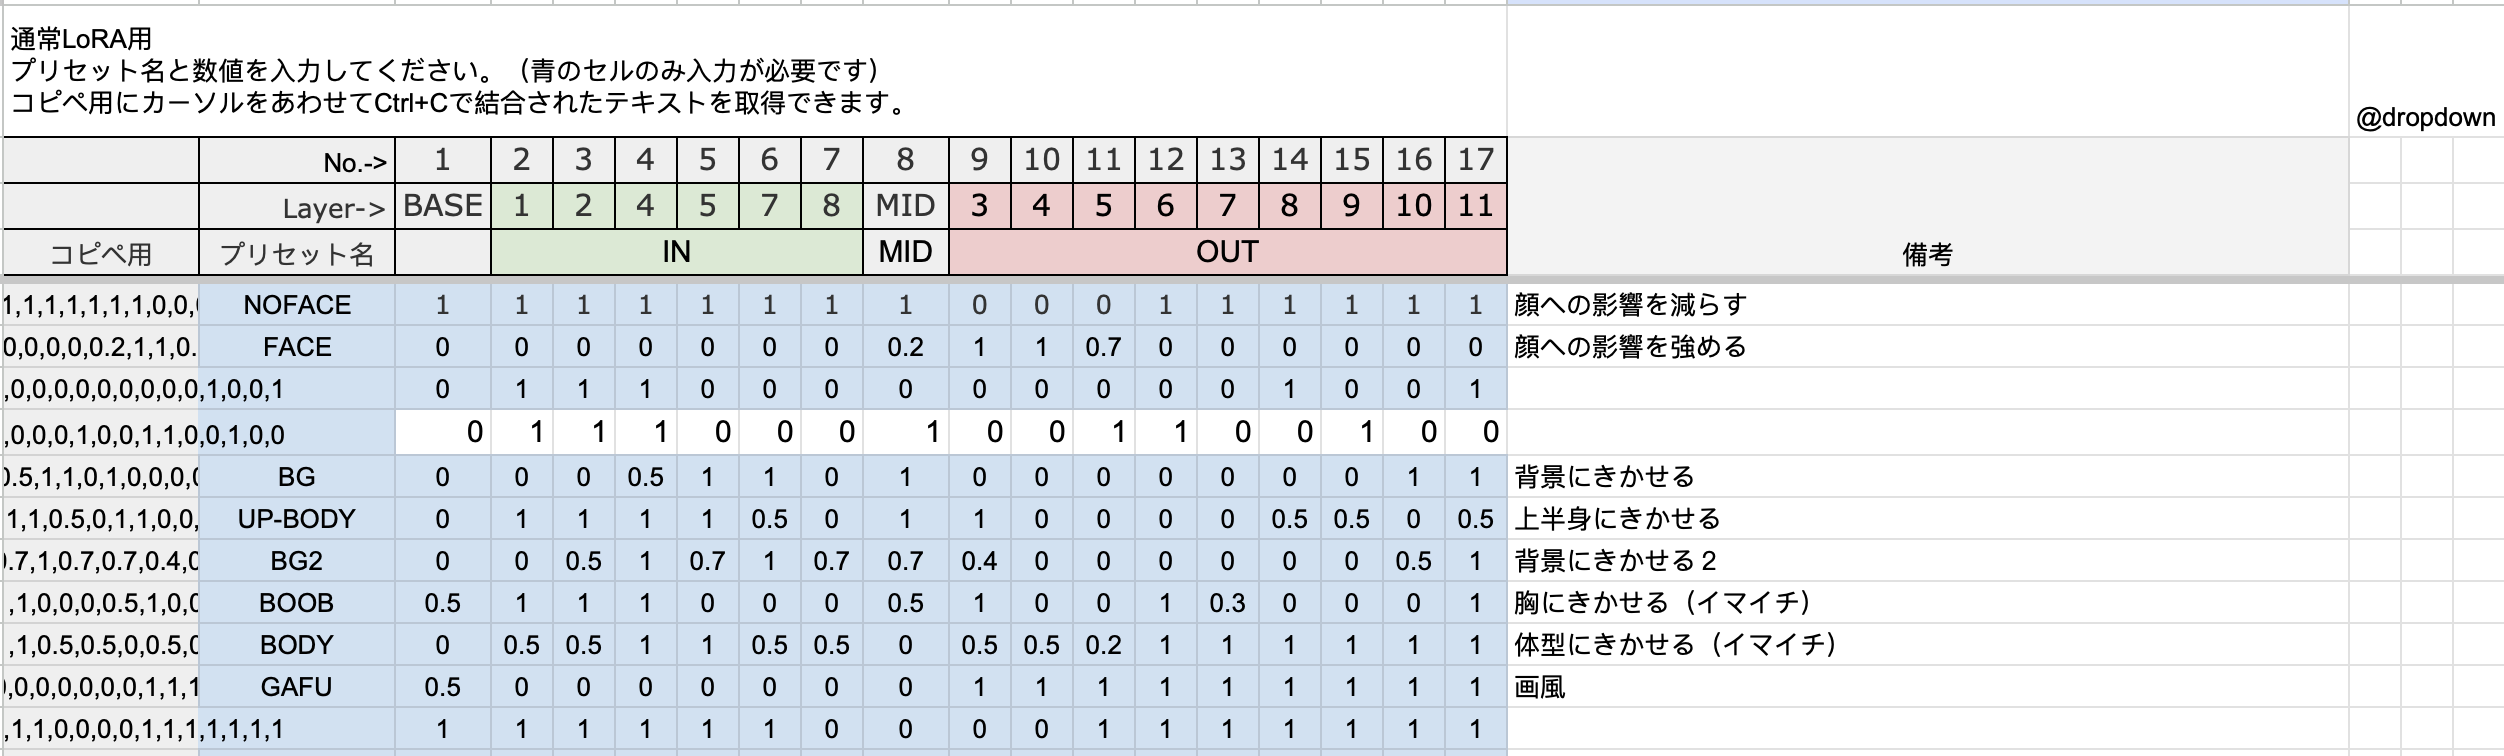 通常LoRA用
プリセット名と数値を入力してください。（青のセルのみ入力が必要です）
コピペ用にカーソルをあわせてCtrl+Cで結合されたテキストを取得できます。
@dropdown
No.-> 1 2 3 4 5 6 7 8 9 10 11 12 13 14 15 16 17
Layer-> BASE 1 2 4 5 7 8 MID 3 4 5 6 7 8 9 10 11
コピペ用 プリセット名 IN MID OUT 備考
1,1,1,1,1,1,1,0,0, NOFACE 1 1 1 1 1 1 1 1 0 0 0 1 1 1 1 1 1 顔への影響を減らす
0,0,0,0,0.2,1,1,0. FACE 0 0 0 0 0 0 0 0.2 1 1 0.7 0 0 0 0 0 0 顔への影響を強める
,0,0,0,0,0,0,0,0,0,1,0,0,1 0 1 1 1 0 0 0 0 0 0 0 0 0 1 0 0 1
,0,0,0,1,0,0,1,1,0,0,1,0,0 0 1 1 1 0 0 0 1 0 0 1 1 0 0 1 0 0
0.5,1,1,0,1,0,0,0,0 BG 0 0 0 0.5 1 1 0 1 0 0 0 0 0 0 0 1 1 背景にきかせる
1,1,0.5,0,1,1,0,0, UP-BODY 0 1 1 1 1 0.5 0 1 1 0 0 0 0 0.5 0.5 0 0.5 上半身にきかせる
0.7,1,0.7,0.7,0.4,0 BG2 0 0 0.5 1 0.7 1 0.7 0.7 0.4 0 0 0 0 0 0 0.5 1 背景にきかせる２
,1,0,0,0,0.5,1,0,0 BOOB 0.5 1 1 1 0 0 0 0.5 1 0 0 1 0.3 0 0 0 1 胸にきかせる（イマイチ）
,1,0.5,0.5,0,0.5,0 BODY 0 0.5 0.5 1 1 0.5 0.5 0 0.5 0.5 0.2 1 1 1 1 1 1 体型にきかせる（イマイチ）
0,0,0,0,0,0,0,1,1,1 GAFU 0.5 0 0 0 0 0 0 0 1 1 1 1 1 1 1 1 1 画風
,1,1,0,0,0,0,1,1,1,1,1,1,1 1 1 1 1 1 1 0 0 0 0 1 1 1 1 1 1 1